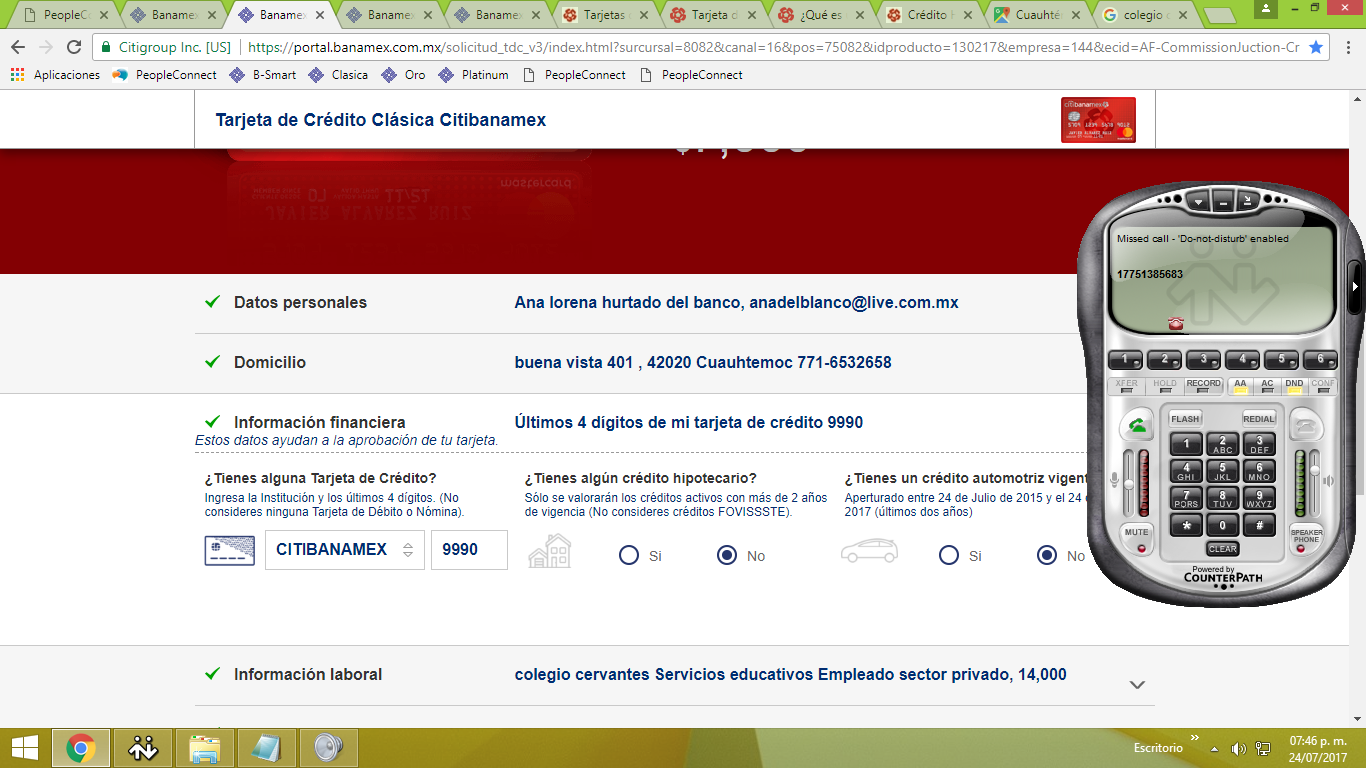 PeopleCo
Banamex
Banamex
Banamex
Banamex
Tarjetas
Tarjeta d
¿Qué es
Crédito
Cuauhté
colegio
Citigroup Inc. [US]
https://portal.banamex.com.mx/solicitud_tdc_v3/index.html?surcursal=8082&canal=16&pos=75082&idproducto=130217&empresa=144&ecid=AF-CommissionJuction-Cr
Aplicaciones PeopleConnect B-Smart Clasica Oro Platinum PeopleConnect PeopleConnect
Tarjeta de Crédito Clásica Citibanamex
citibanamex
JAVIER ALVAREZ RUIZ
mastercard
JAVIER ALVAREZ RUIZ
Datos personales
Ana lorena hurtado del banco, anadelblanco@live.com.mx
Domicilio
buena vista 401 , 42020 Cuauhtemoc 771-6532658
Información financiera
Últimos 4 dígitos de mi tarjeta de crédito 9990
Estos datos ayudan a la aprobación de tu tarjeta.
¿Tienes alguna Tarjeta de Crédito?
Ingresa la Institución y los últimos 4 dígitos. (No
consideres ninguna Tarjeta de Débito o Nómina).
CITIBANAMEX
9990
¿Tienes algún crédito hipotecario?
Sólo se valorarán los créditos activos con más de 2 años
de vigencia (No consideres créditos FOVISSSTE).
Si No
¿Tienes un crédito automotriz vigent
Aperturado entre 24 de Julio de 2015 y el 24 d
2017 (últimos dos años)
Si No
Información laboral
colegio cervantes Servicios educativos Empleado sector privado, 14,000
Missed call - 'Do-not-disturb' enabled
17751385683
1 2 3 4 5 6
XFER HOLD RECORD AA AC DND CONF
FLASH REDIAL
1 2 ABC 3 DEF
4 GHI 5 JKL 6 MNO
7 PQRS 8 TUV 9 WXYZ
* 0 #
MUTE
SPEAKER
PHONE
CLEAR
Powered by
COUNTERPATH
Escritorio
07:46 p. m.
24/07/2017